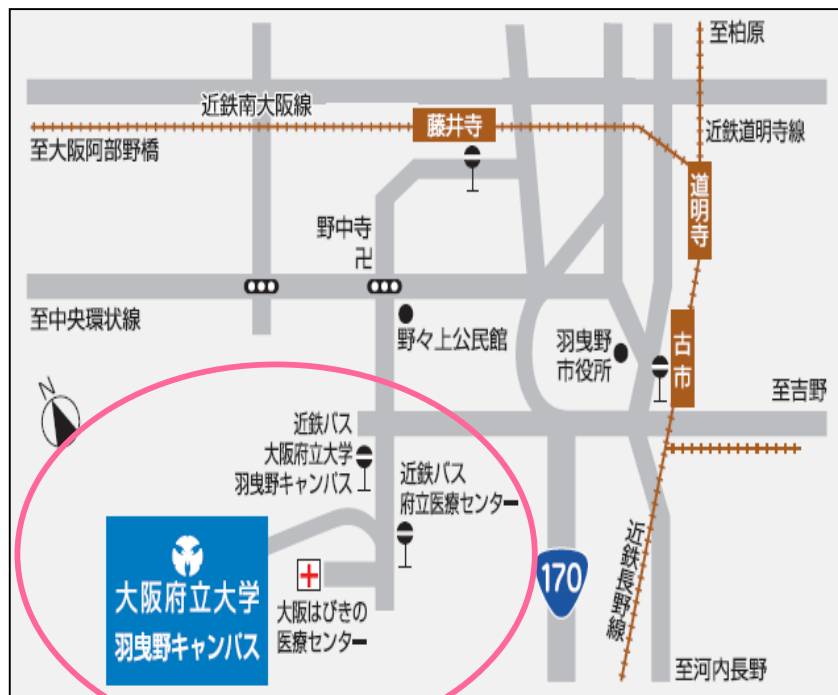 至柏原
近鉄南大阪線
藤井寺
近鉄道明寺線
至大阪阿部野橋
道明寺
野中寺
卍
至中央環状線
野々上公民館
羽曳野
市役所
古市
至吉野
N
近鉄バス
大阪府立大学
羽曳野キャンパス
近鉄バス
府立医療センター
大阪府立大学
羽曳野キャンパス
大阪はびきの
医療センター
170
近鉄長野線
至河内長野